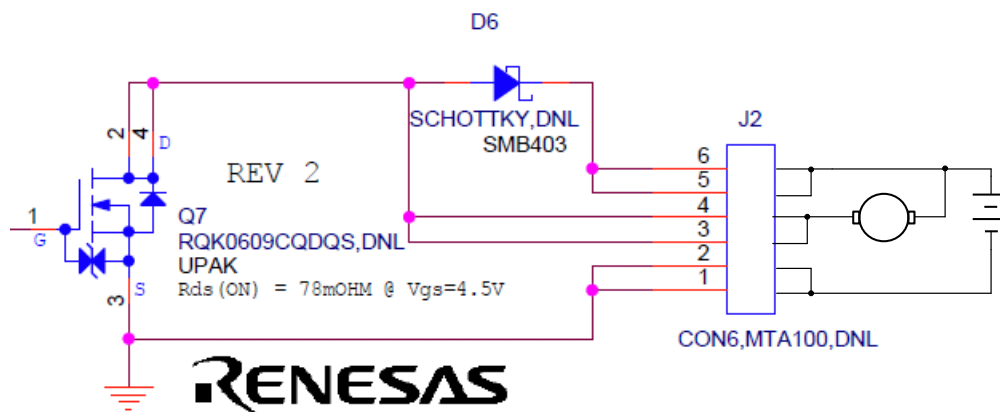 D6
SCHOTTKY,DNL
SMB403
J2
2
4
D
REV 2
6
5
4
3
2
1
1
G
Q7
RQK0609CQDQS,DNL
UPAK
Rds(ON) = 78mOHM @ Vgs=4.5V
3
S
CON6,MTA100,DNL
RENESAS